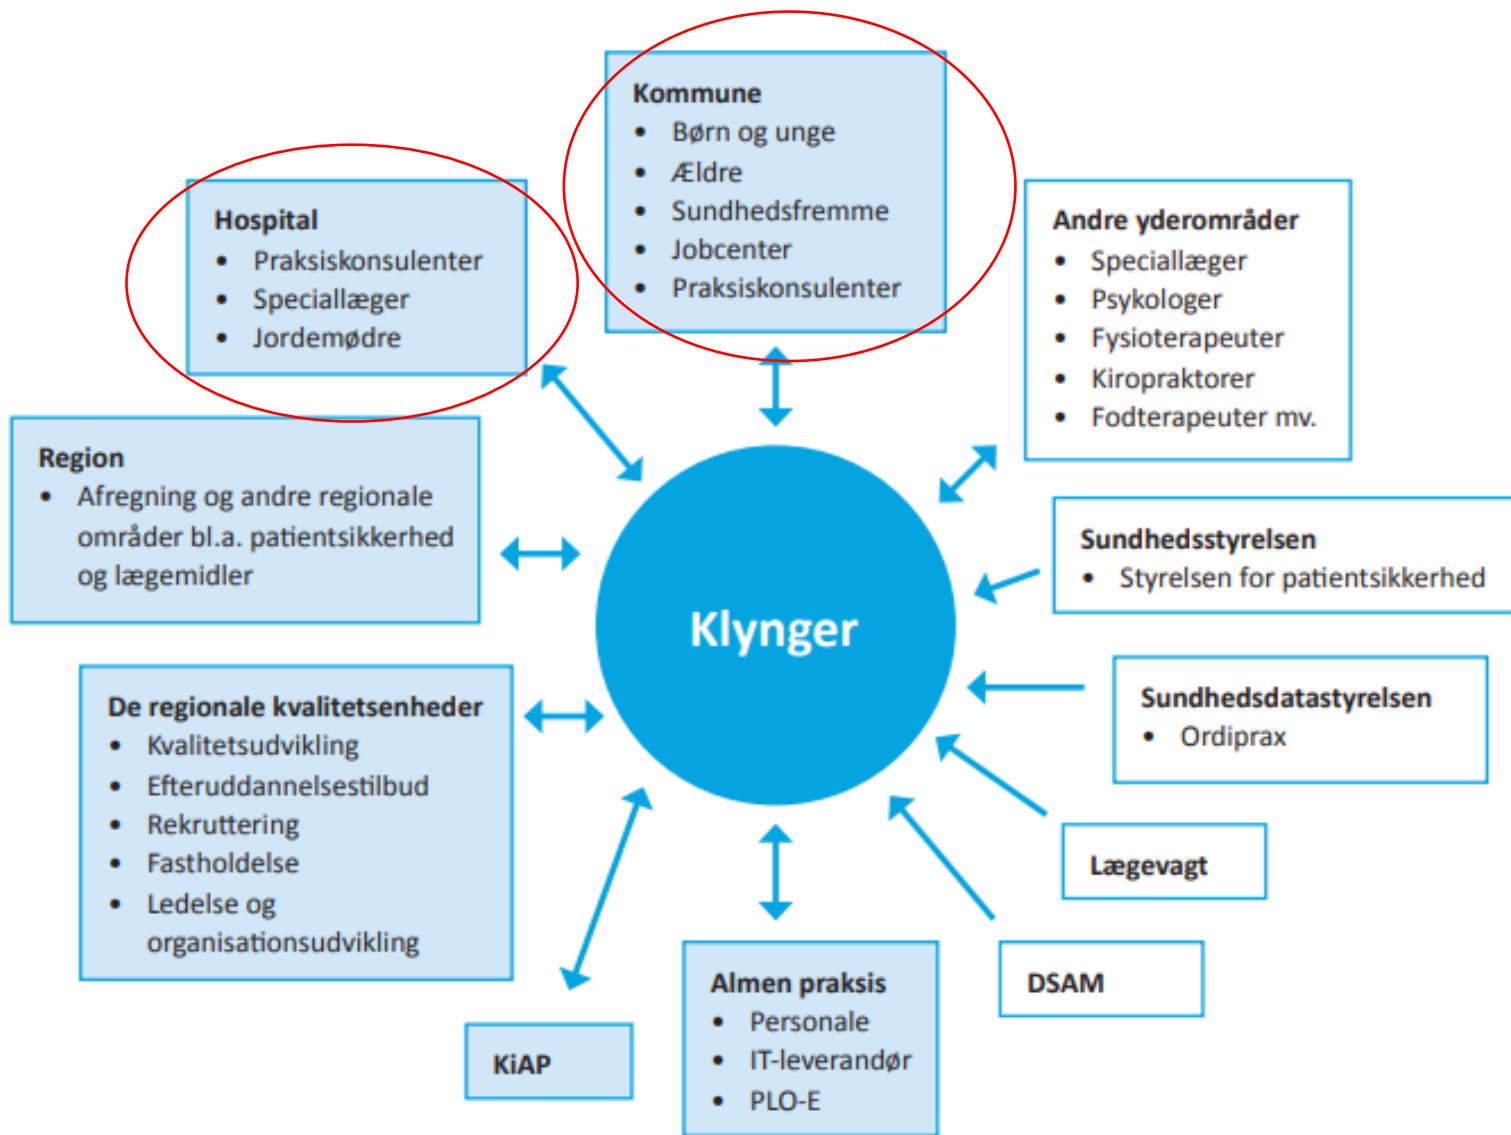 Kommune
• Børn og unge
• Ældre
• Sundhedsfremme
• Jobcenter
• Praksiskonsulenter
Hospital
• Praksiskonsulenter
• Speciallæger
• Jordemødre
Andre yderområder
• Speciallæger
• Psykologer
• Fysioterapeuter
• Kiropraktorer
• Fodterapeuter mv.
Region
• Afregning og andre regionale
områder bl.a. patientsikkerhed
og lægemidler
Sundhedsstyrelsen
• Styrelsen for patientsikkerhed
Klynger
De regionale kvalitetsenheder
• Kvalitetsudvikling
• Efteruddannelsestilbud
• Rekruttering
• Fastholdelse
• Ledelse og
organisationsudvikling
Sundhedsdatastyrelsen
• Ordiprax
Lægevagt
DSAM
Almen praksis
• Personale
• IT-leverandør
• PLO-E
KiAP